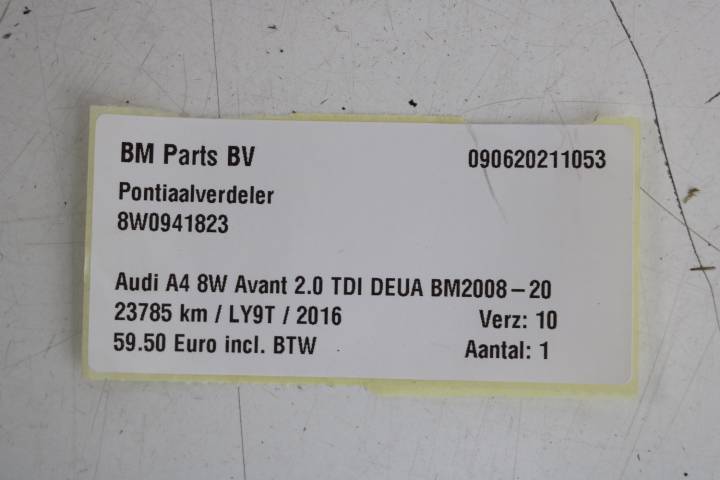 BM Parts BV 090620211053
Pontiaalverdeler
8W0941823
Audi A4 8W Avant 2.0 TDI DEUA BM2008-20
23785 km / LY9T / 2016 Verz: 10
59.50 Euro incl. BTW Aantal: 1